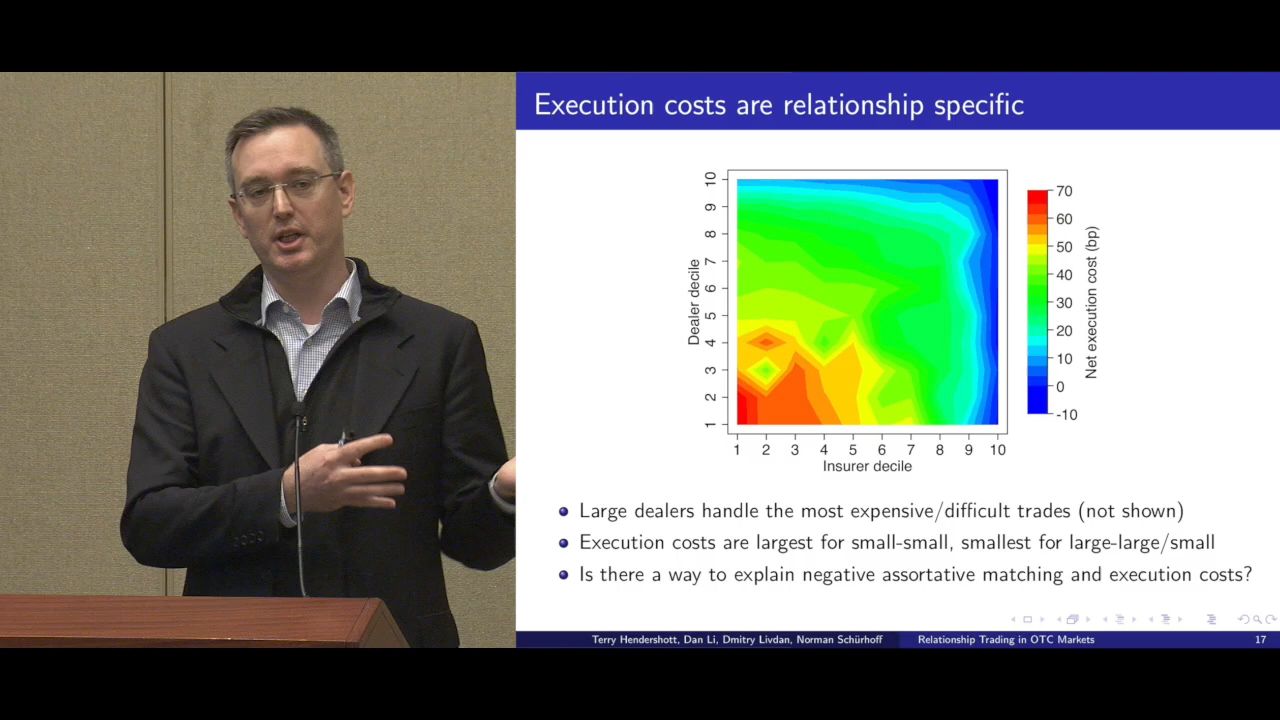 Execution costs are relationship specific
10
9
8
7
6
5
4
3
2
1
Dealer decile
1 2 3 4 5 6 7 8 9 10
Insurer decile
70
60
50
40
30
20
10
0
-10
Net execution cost (bp)
Large dealers handle the most expensive/difficult trades (not shown)
Execution costs are largest for small-small, smallest for large-large/small
Is there a way to explain negative assortative matching and execution costs?
Terry Hendershott, Dan Li, Dmitry Livdan, Norman Schürhoff Relationship Trading in OTC Markets 17